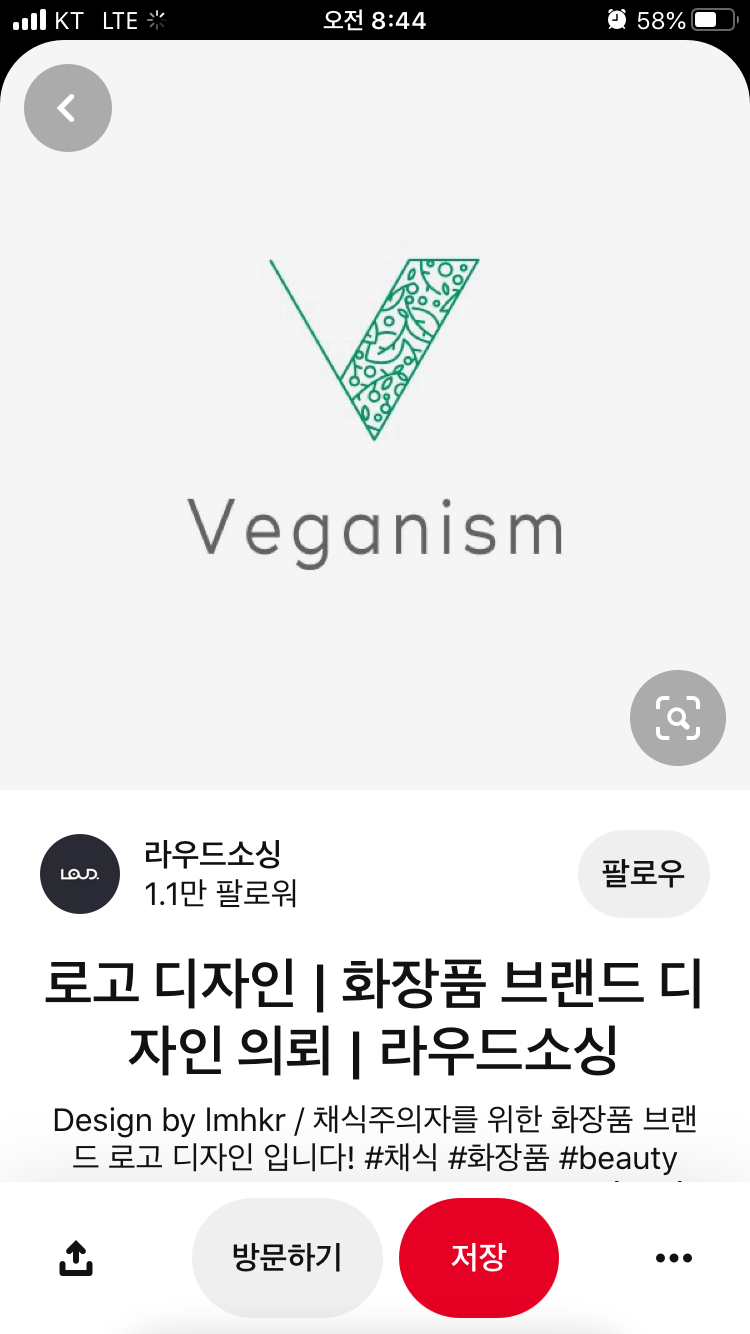 KT LTE 오전 8:44 58%
Veganism
LOUD.
라우드소싱
1.1만 팔로워
팔로우
로고 디자인 | 화장품 브랜드 디
자인 의뢰 | 라우드소싱
Design by lmhkr / 채식주의자를 위한 화장품 브랜
드 로고 디자인 입니다! #채식 #화장품 #beauty
방문하기
저장